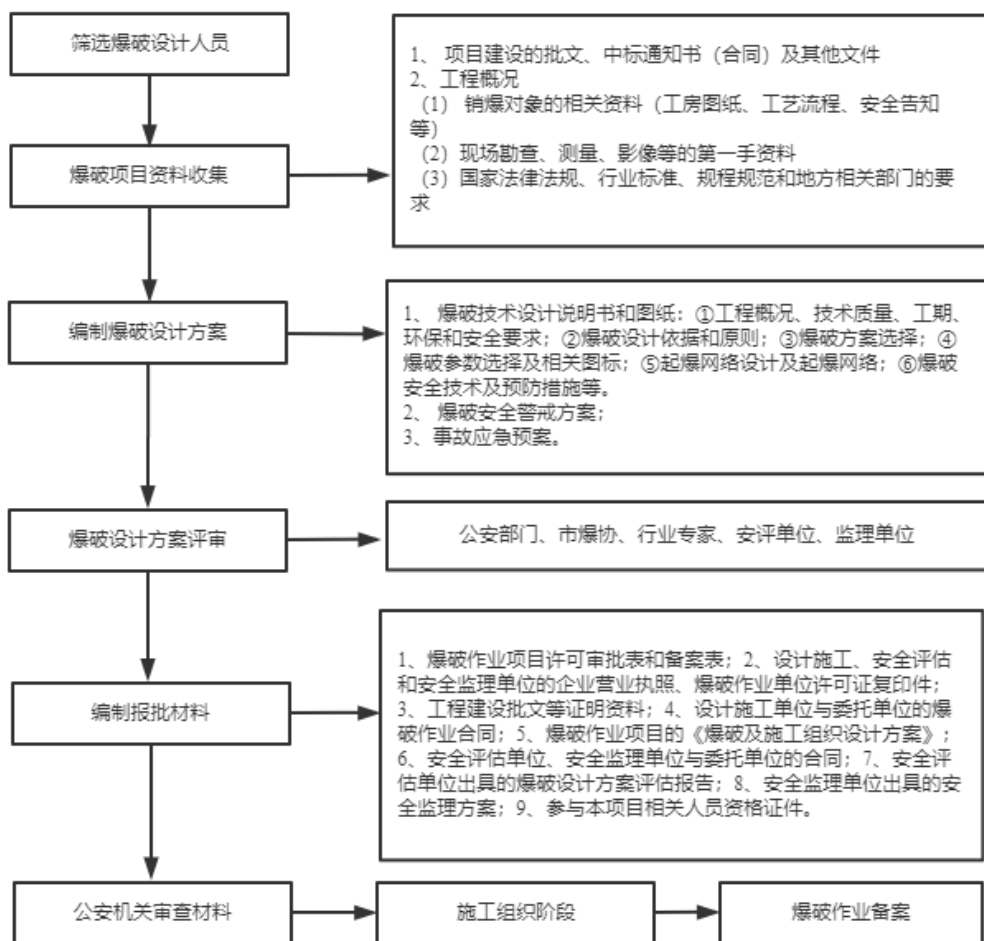 筛选爆破设计人员
1、 项目建设的批文、中标通知书（合同）及其他文件
2、工程概况
（1） 销爆对象的相关资料（工房图纸、工艺流程、安全告知
等）
（2）现场勘查、测量、影像等的第一手资料
（3）国家法律法规、行业标准、规程规范和地方相关部门的要
求
爆破项目资料收集
编制爆破设计方案
1、 爆破技术设计说明书和图纸：①工程概况、技术质量、工期、
环保和安全要求；②爆破设计依据和原则；③爆破方案选择；④
爆破参数选择及相关图标；⑤起爆网络设计及起爆网络；⑥爆破
安全技术及预防措施等。
2、 爆破安全警戒方案；
3、事故应急预案。
爆破设计方案评审
公安部门、市爆协、行业专家、安评单位、监理单位
编制报批材料
1、爆破作业项目许可审批表和备案表；2、设计施工、安全评估
和安全监理单位的企业营业执照、爆破作业单位许可证复印件；
3、工程建设批文等证明资料；4、设计施工单位与委托单位的爆
破作业合同；5、爆破作业项目的《爆破及施工组织设计方案》；
6、安全评估单位、安全监理单位与委托单位的合同；7、安全评
估单位出具的爆破设计方案评估报告；8、安全监理单位出具的安
全监理方案；9、参与本项目相关人员资格证件。
公安机关审查材料
施工组织阶段
爆破作业备案